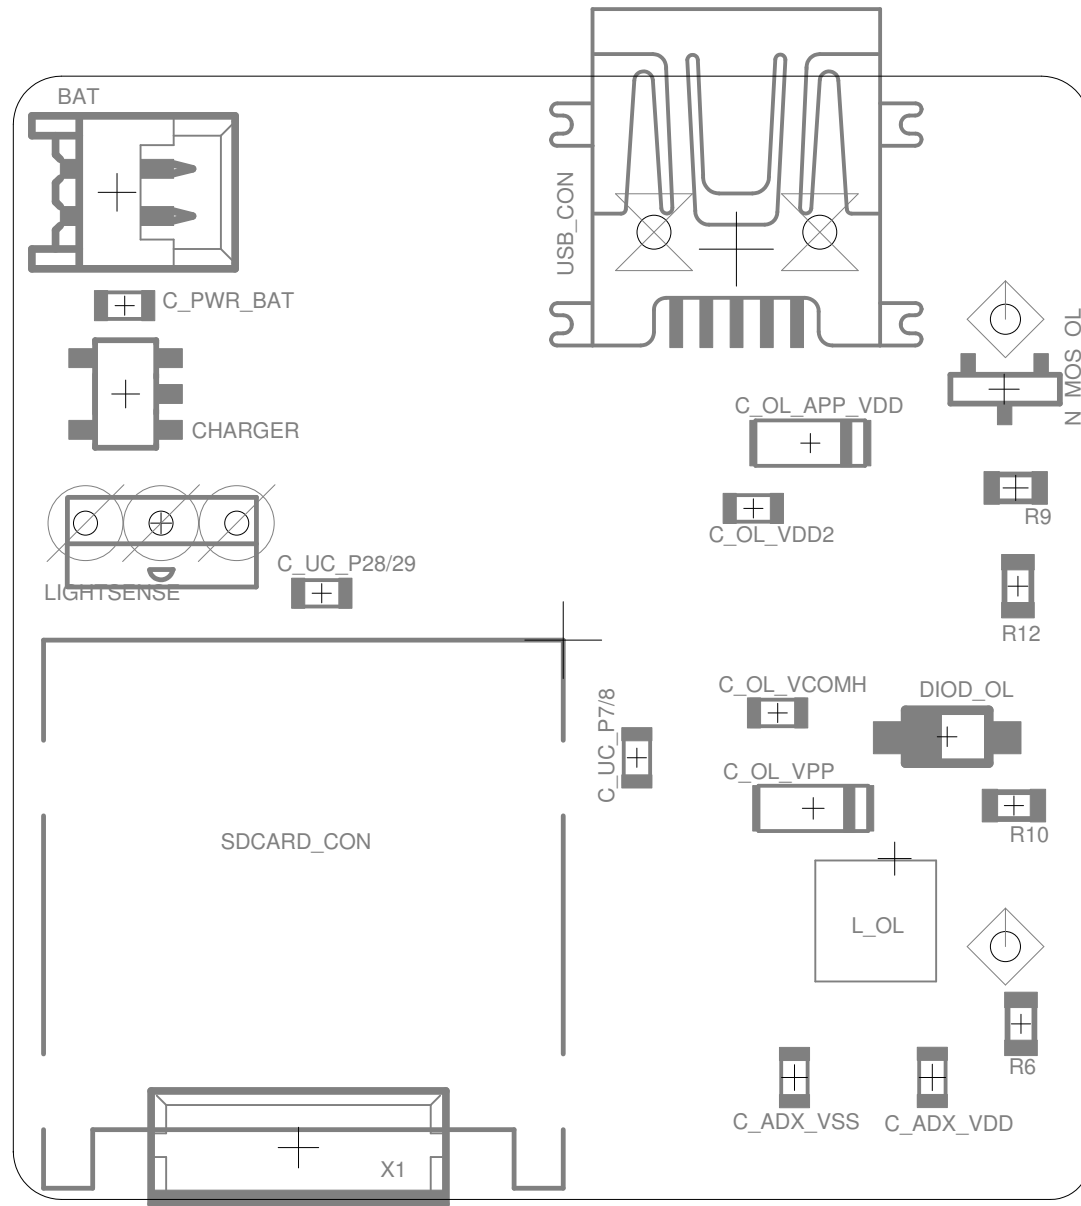 BAT
USB_CON
C_PWR_BAT
N_MOS_OL
C_OL_APP_VDD
CHARGER
R9
C_OL_VDD2
C_UC_P28/29
LIGHTSENSE
R12
C_OL_VCOMH
DIOD_OL
C_UC_P7/8
C_OL_VPP
R10
SDCARD_CON
L_OL
R6
C_ADX_VSS
C_ADX_VDD
X1